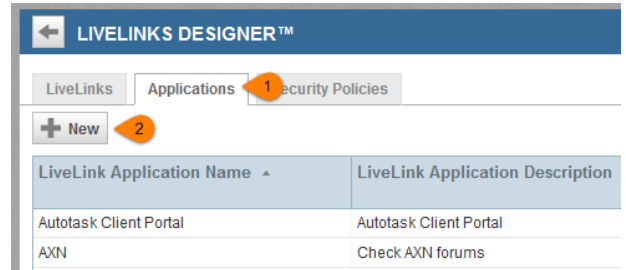 LIVELINKS DESIGNER™
LiveLinks Applications 1 ecurity Policies
New 2
LiveLink Application Name LiveLink Application Description
Autotask Client Portal Autotask Client Portal
AXN Check AXN forums